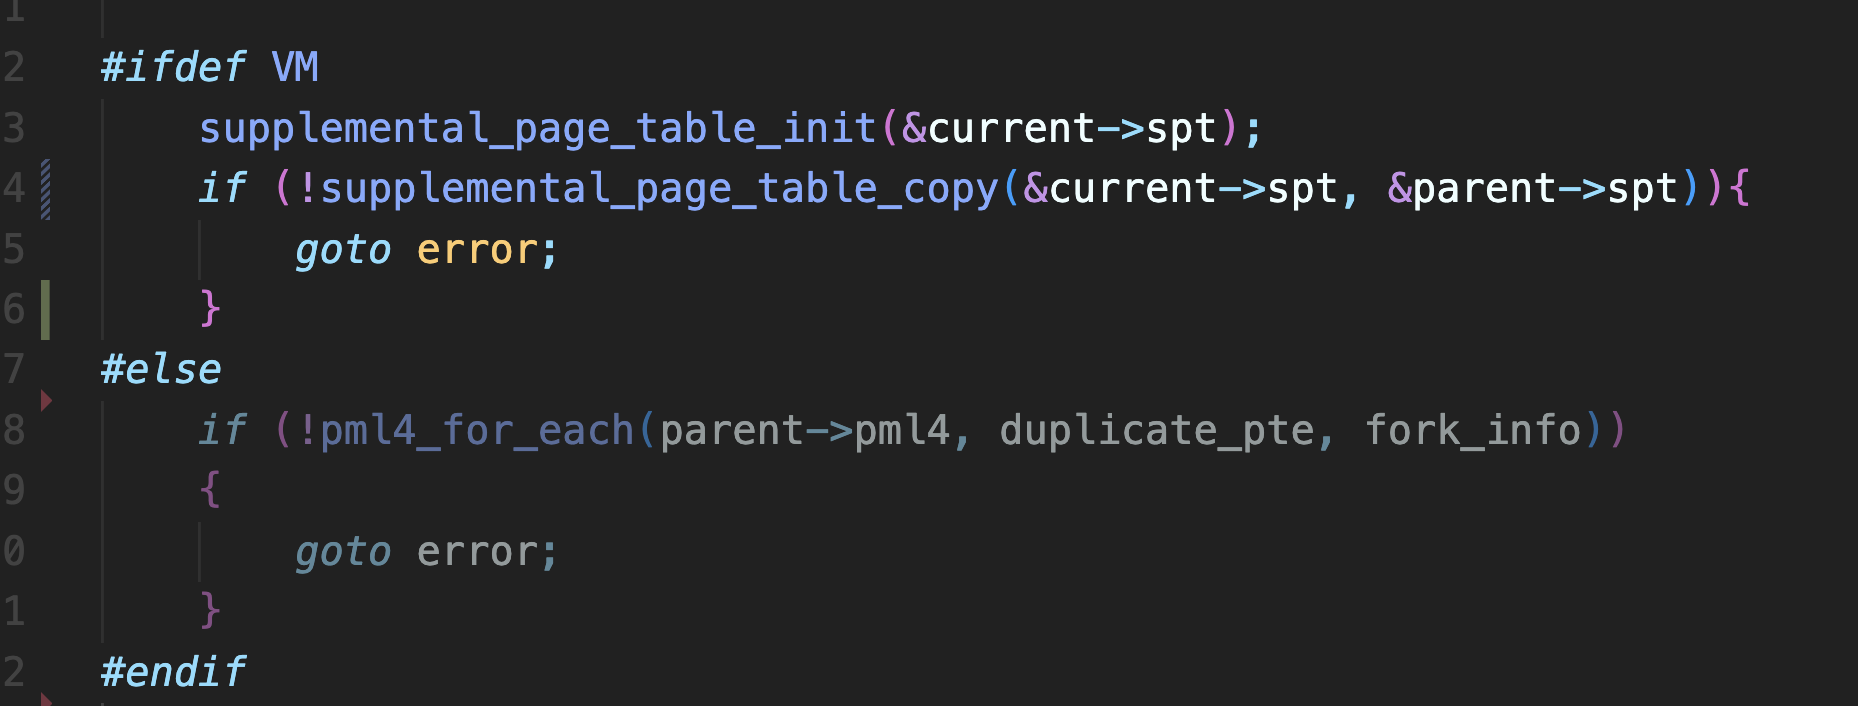 1
2 #ifdef VM
3 supplemental_page_table_init(&current->spt);
4 if (!supplemental_page_table_copy(&current->spt, &parent->spt)){
5 goto error;
6 }
7 #else
8 if (!pml4_for_each(parent->pml4, duplicate_pte, fork_info))
9 {
0 goto error;
1 }
2 #endif